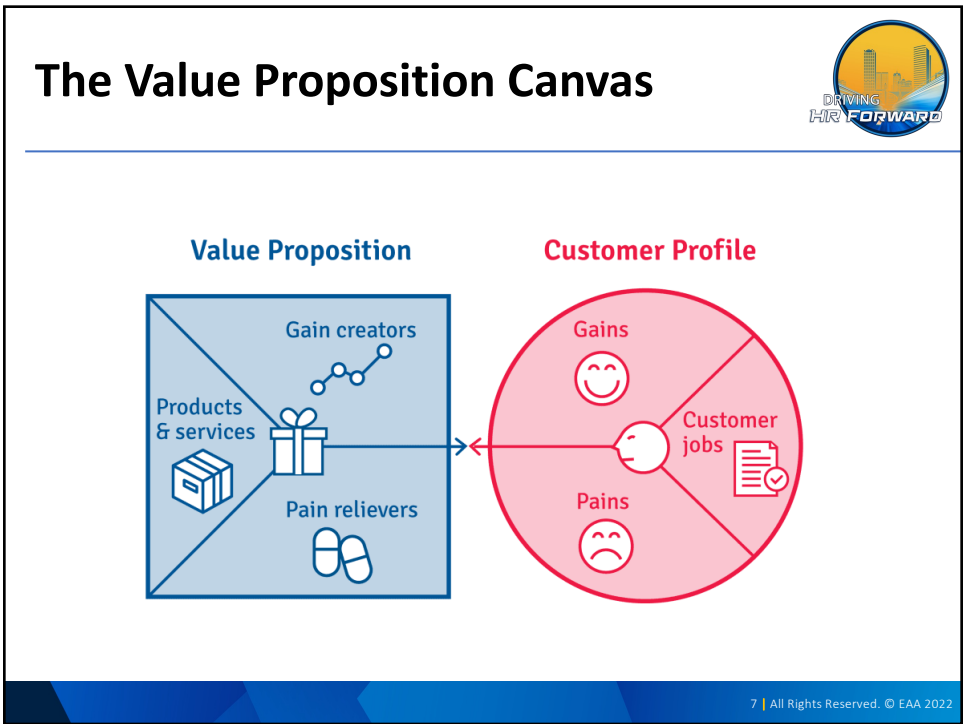 The Value Proposition Canvas
DRIVING
HR FORWARD
Value Proposition
Customer Profile
Gain creators
Products
& services
Pain relievers
Gains
Customer
jobs
Pains
7 | All Rights Reserved. © EAA 2022